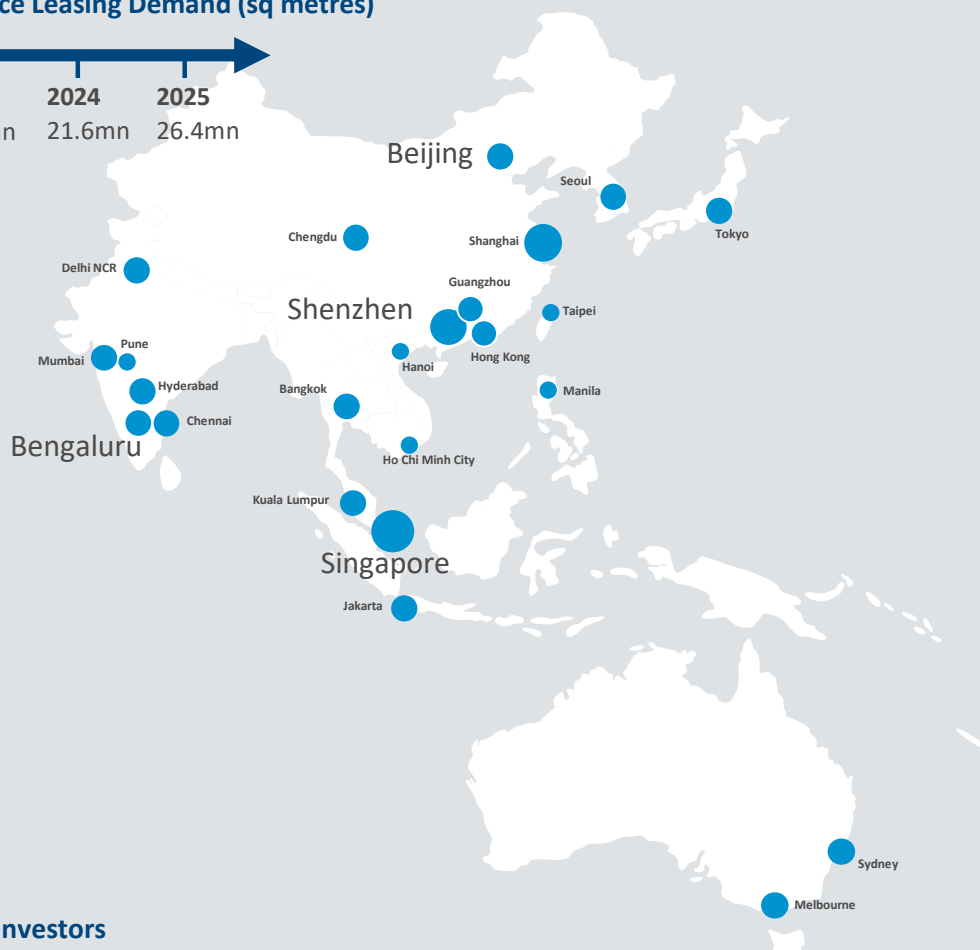 ce Leasing Demand (sq metres)
2024 2025
n 21.6mn 26.4mn
Beijing
Seoul
Tokyo
Chengdu
Shanghai
Delhi NCR
Guangzhou
Shenzhen
Taipei
Pune
Mumbai
Hong Kong
Hanoi
Hyderabad
Bangkok
Manila
Chennai
Bengaluru
Ho Chi Minh City
Kuala Lumpur
Singapore
Jakarta
Sydney
Melbourne
nvestors